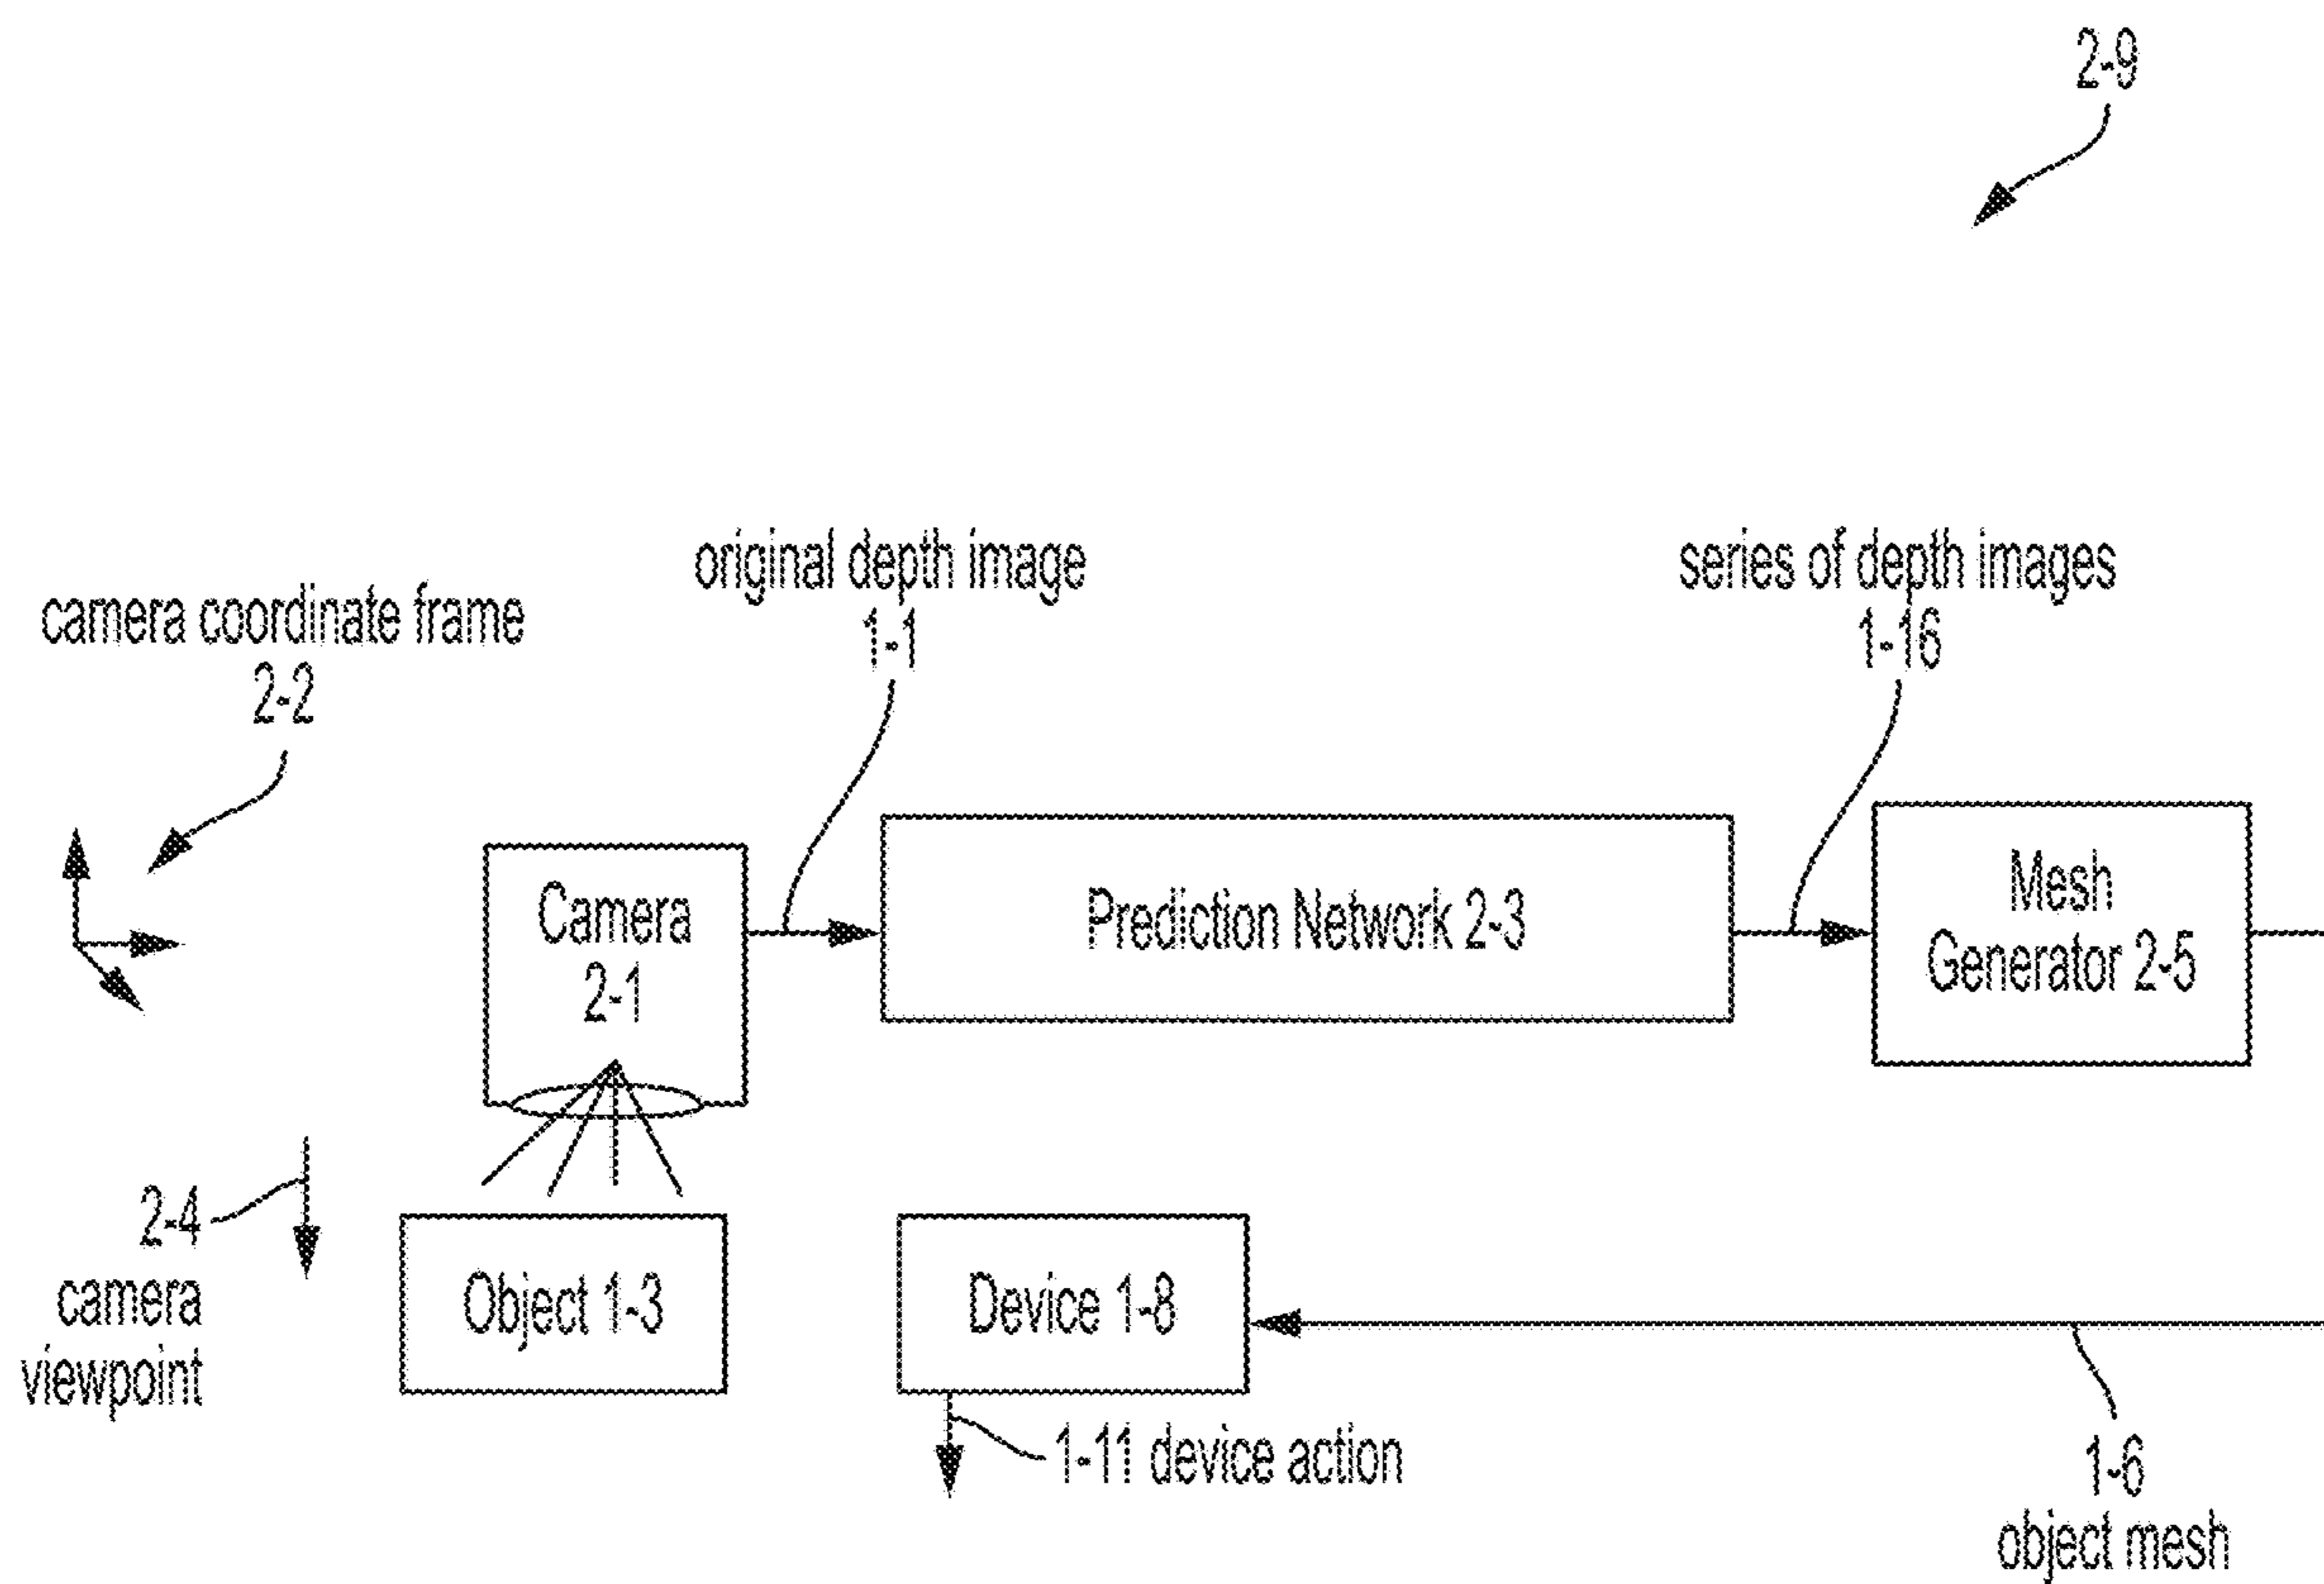 2-9
original depth image
1-1
series of depth images
1-16
camera coordinate frame
2-2
Camera
2-1
Prediction Network 2-3
Mesh
Generator 2-5
2-4
camera
viewpoint
Object 1-3
Device 1-8
1-11 device action
1-6
object mesh